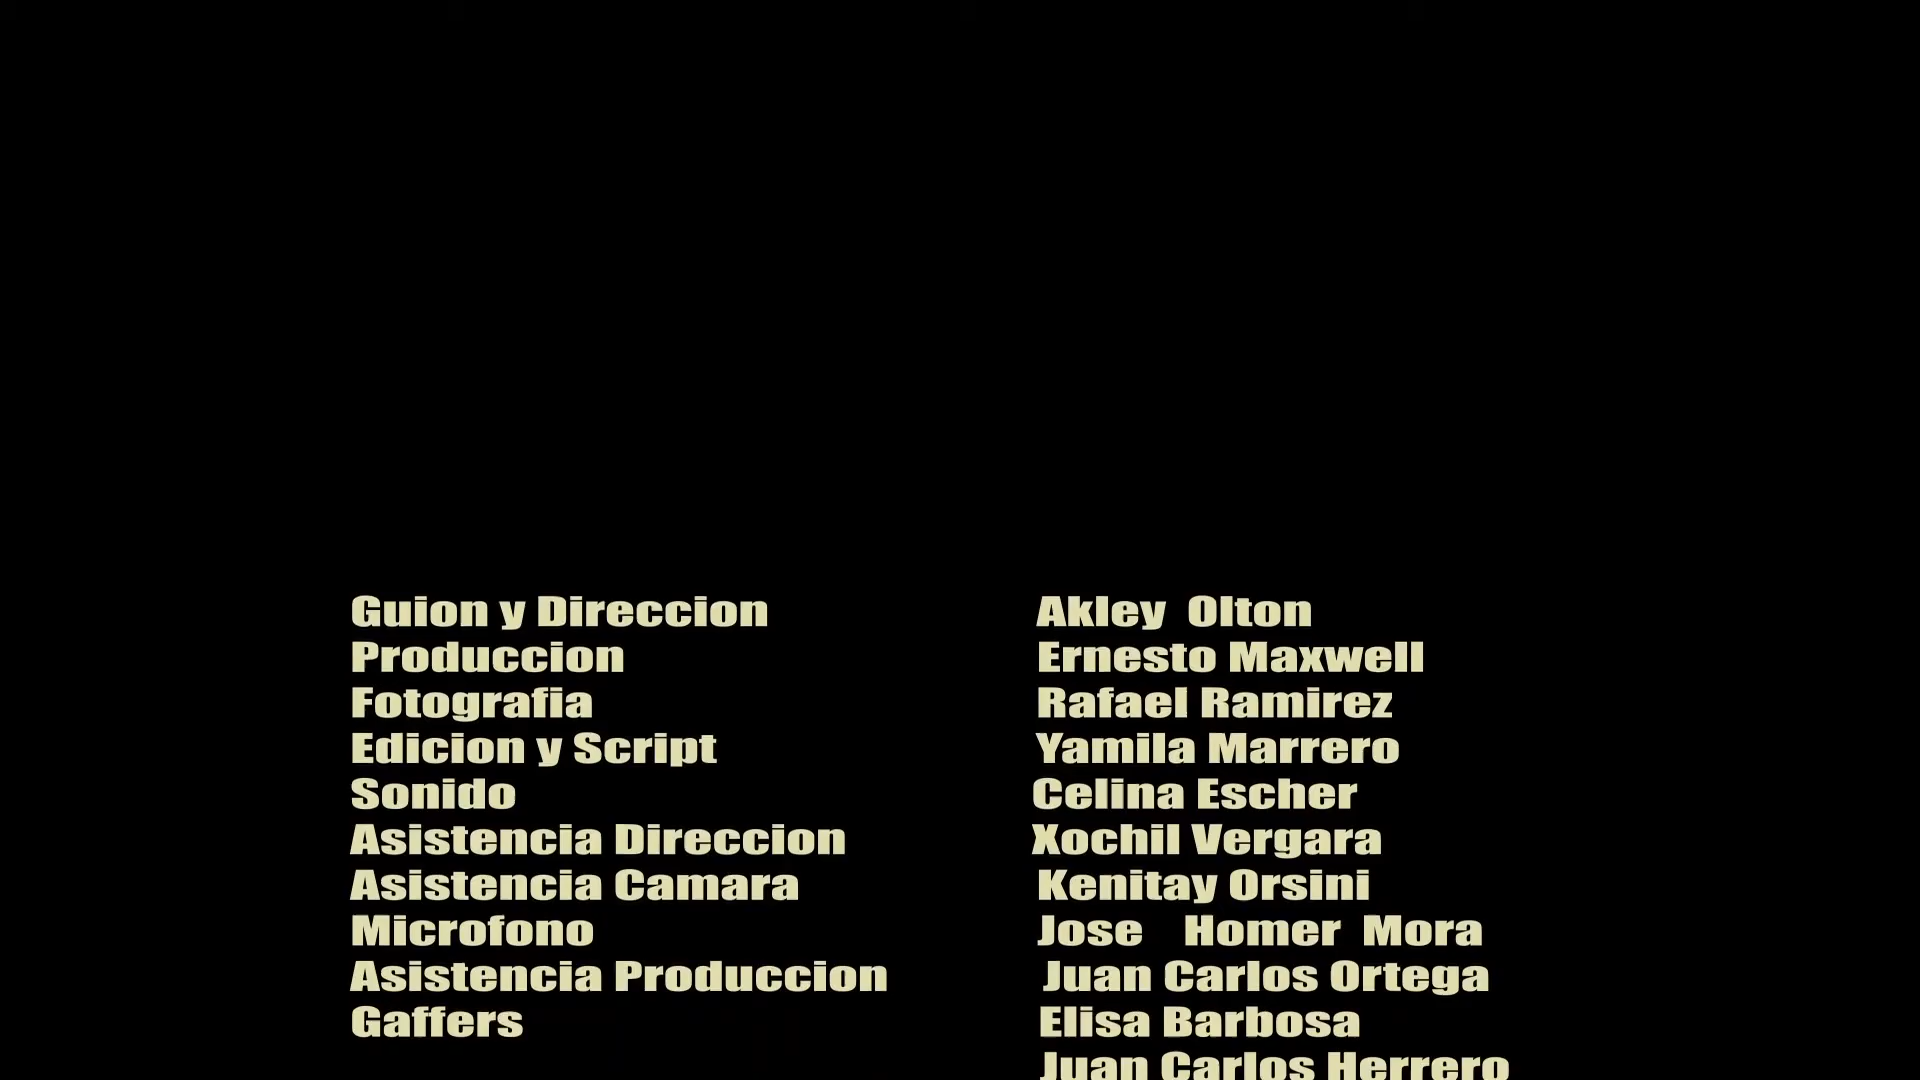 Guion y Direccion Akley Olton
Produccion Ernesto Maxwell
Fotografia Rafael Ramirez
Edicion y Script Yamila Marrero
Sonido Celina Escher
Asistencia Direccion Xochil Vergara
Asistencia Camara Kenitay Orsini
Microfono Jose Homer Mora
Asistencia Produccion Juan Carlos Ortega
Gaffers Elisa Barbosa
Juan Carlos Herrero